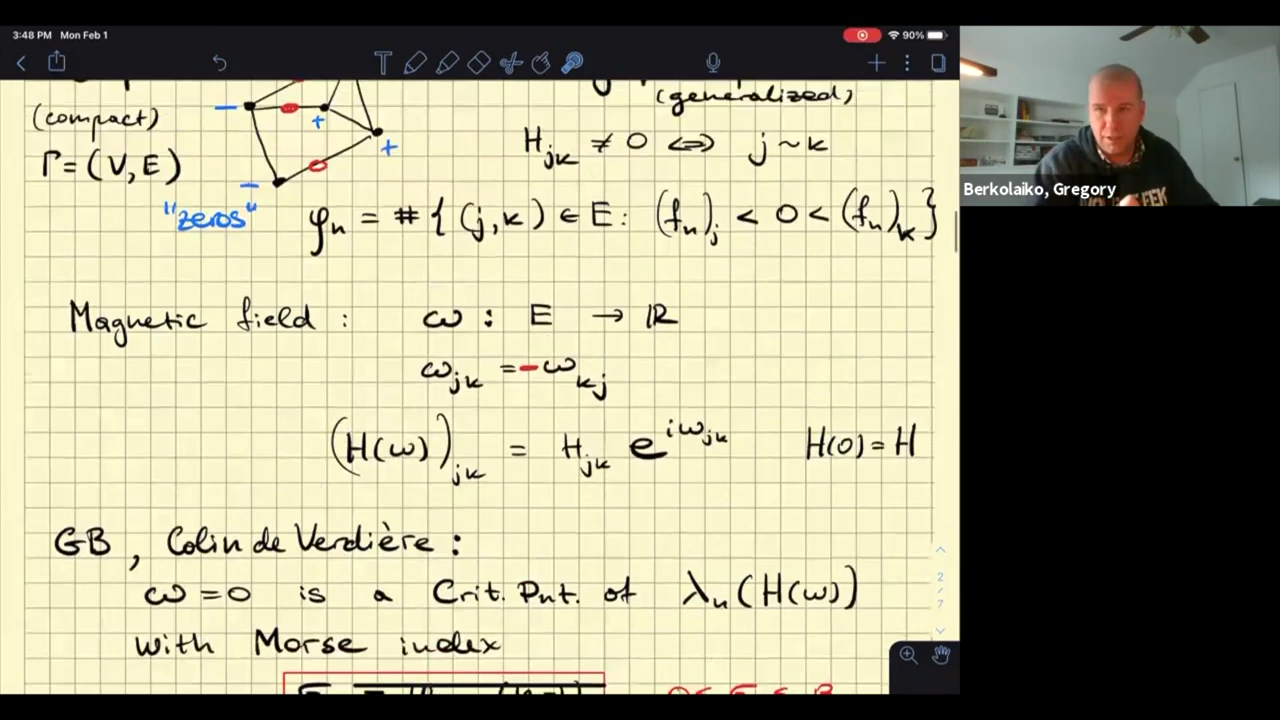 3:48 PM Mon Feb 1
90%
(compact)
(generalized)
+
−
+
H_jk ≠ 0 ⇔ j ~ k
Γ = (V, E)
−
"zeros"
φ_n = # { (j,k) ∈ E : (f_n)_j < 0 < (f_n)_k }
Magnetic field : ω : E → ℝ
ω_jk = -ω_kj
(H(ω))_jk = H_jk e^{iω_jk} H(0) = H
GB, Colin de Verdière :
ω = 0 is a Crit. Pnt. of λ_n(H(ω))
with Morse index
2/7
Berkolaiko, Gregory